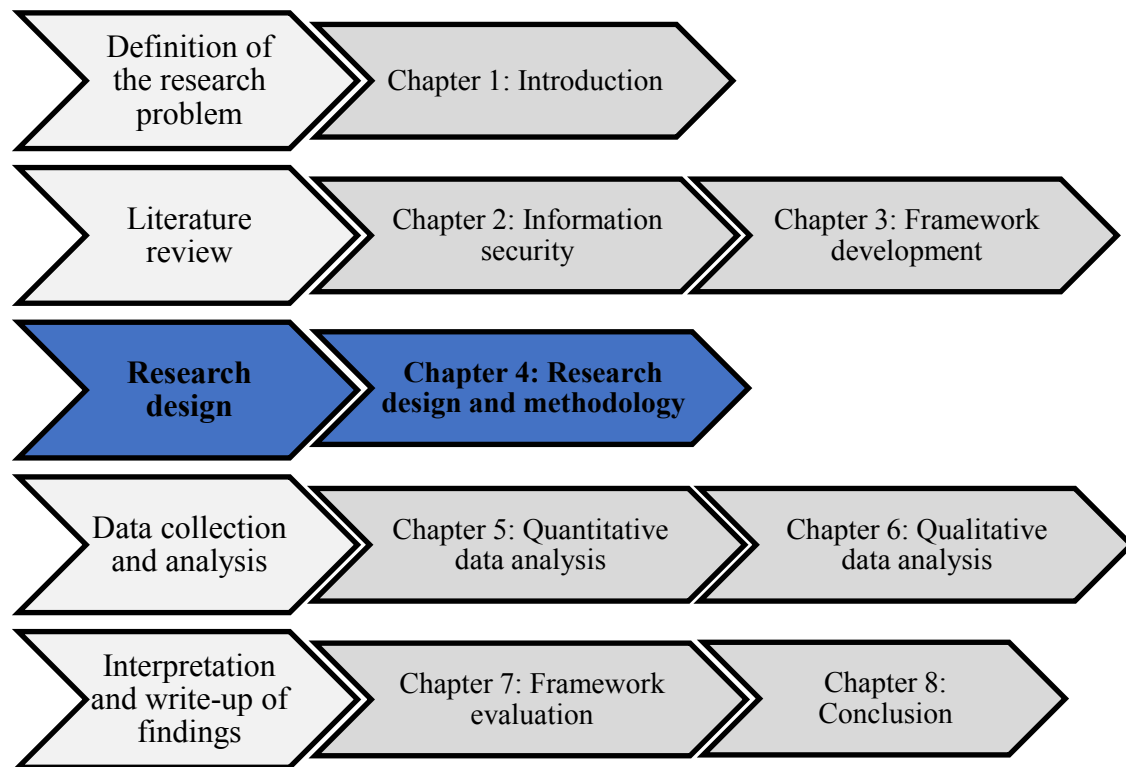 Definition of
the research
problem
Chapter 1: Introduction
Literature
review
Chapter 2: Information
security
Chapter 3: Framework
development
Research
design
Chapter 4: Research
design and methodology
Data collection
and analysis
Chapter 5: Quantitative
data analysis
Chapter 6: Qualitative
data analysis
Interpretation
and write-up of
findings
Chapter 7: Framework
evaluation
Chapter 8:
Conclusion